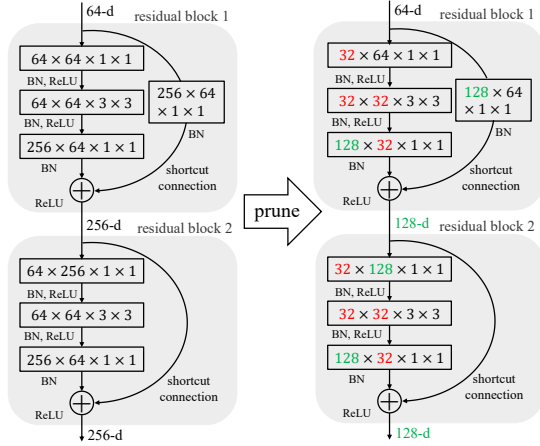 64-d
residual block 1
64 × 64 × 1 × 1
BN, ReLU
64 × 64 × 3 × 3
BN, ReLU
256 × 64 × 1 × 1
BN
256 × 64
× 1 × 1
BN
shortcut
connection
ReLU
256-d
residual block 2
64 × 256 × 1 × 1
BN, ReLU
64 × 64 × 3 × 3
BN, ReLU
256 × 64 × 1 × 1
BN
shortcut
connection
ReLU
256-d
prune
64-d
residual block 1
32 × 64 × 1 × 1
BN, ReLU
32 × 32 × 3 × 3
BN, ReLU
128 × 32 × 1 × 1
BN
128 × 64
× 1 × 1
BN
shortcut
connection
ReLU
128-d
residual block 2
32 × 128 × 1 × 1
BN, ReLU
32 × 32 × 3 × 3
BN, ReLU
128 × 32 × 1 × 1
BN
shortcut
connection
ReLU
128-d